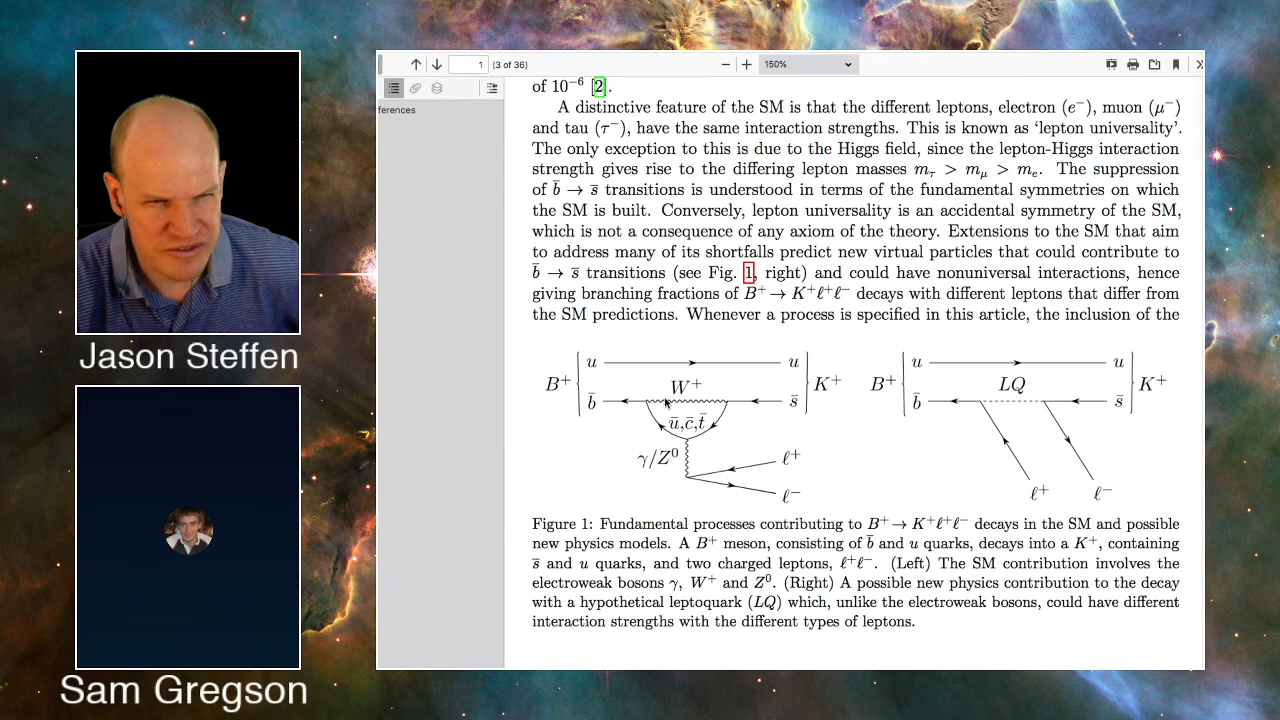 1 (3 of 36) 150%
ferences
of 10⁻⁶ [2].
A distinctive feature of the SM is that the different leptons, electron (e⁻), muon (μ⁻)
and tau (τ⁻), have the same interaction strengths. This is known as ‘lepton universality’.
The only exception to this is due to the Higgs field, since the lepton-Higgs interaction
strength gives rise to the differing lepton masses m_τ > m_μ > m_e. The suppression
of b̄ → s̄ transitions is understood in terms of the fundamental symmetries on which
the SM is built. Conversely, lepton universality is an accidental symmetry of the SM,
which is not a consequence of any axiom of the theory. Extensions to the SM that aim
to address many of its shortfalls predict new virtual particles that could contribute to
b̄ → s̄ transitions (see Fig. 1, right) and could have nonuniversal interactions, hence
giving branching fractions of B⁺ → K⁺ℓ⁺ℓ⁻ decays with different leptons that differ from
the SM predictions. Whenever a process is specified in this article, the inclusion of the
u u
B⁺ W⁺ K⁺
b̄ s̄
ū,c̄,t̄
γ/Z⁰ ℓ⁺
ℓ⁻
u u
B⁺ LQ K⁺
b̄ s̄
ℓ⁺ ℓ⁻
Figure 1: Fundamental processes contributing to B⁺ → K⁺ℓ⁺ℓ⁻ decays in the SM and possible
new physics models. A B⁺ meson, consisting of b̄ and u quarks, decays into a K⁺, containing
s̄ and u quarks, and two charged leptons, ℓ⁺ℓ⁻. (Left) The SM contribution involves the
electroweak bosons γ, W⁺ and Z⁰. (Right) A possible new physics contribution to the decay
with a hypothetical leptoquark (LQ) which, unlike the electroweak bosons, could have different
interaction strengths with the different types of leptons.
Jason Steffen
Sam Gregson